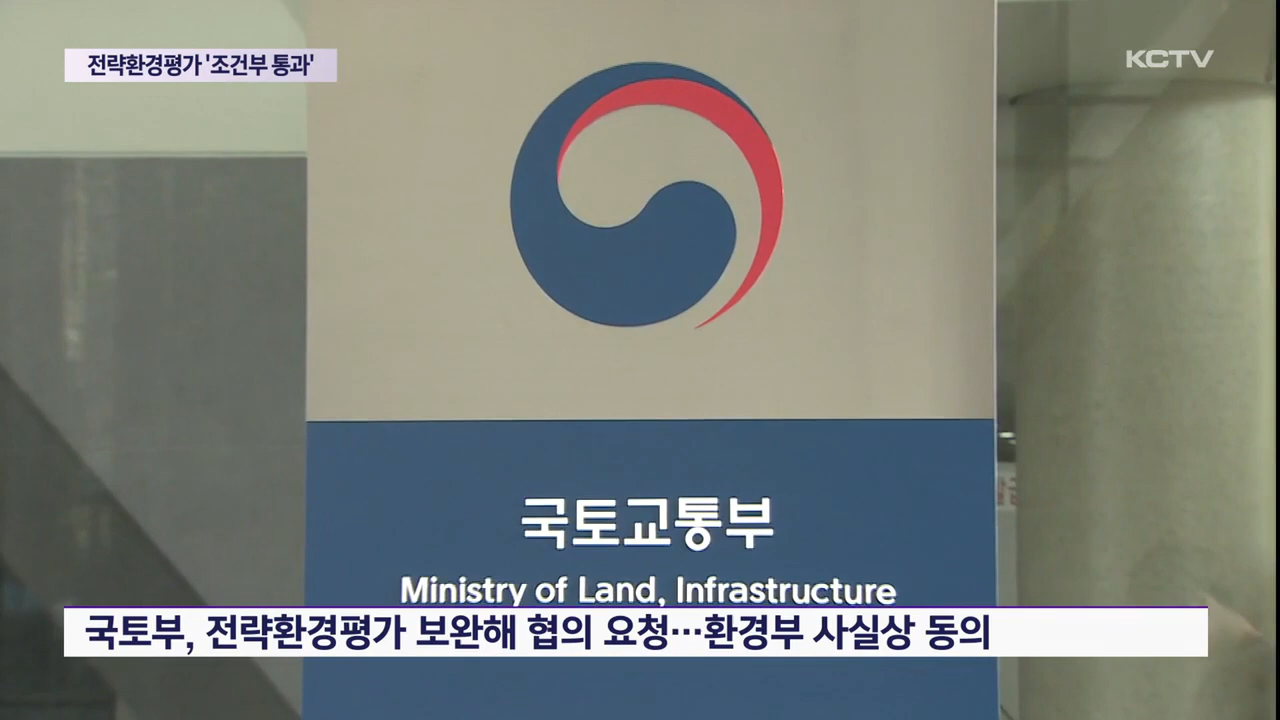 전략환경평가 '조건부 통과'
KCTV
국토교통부
Ministry of Land, Infrastructure
국토부, 전략환경평가 보완해 협의 요청…환경부 사실상 동의